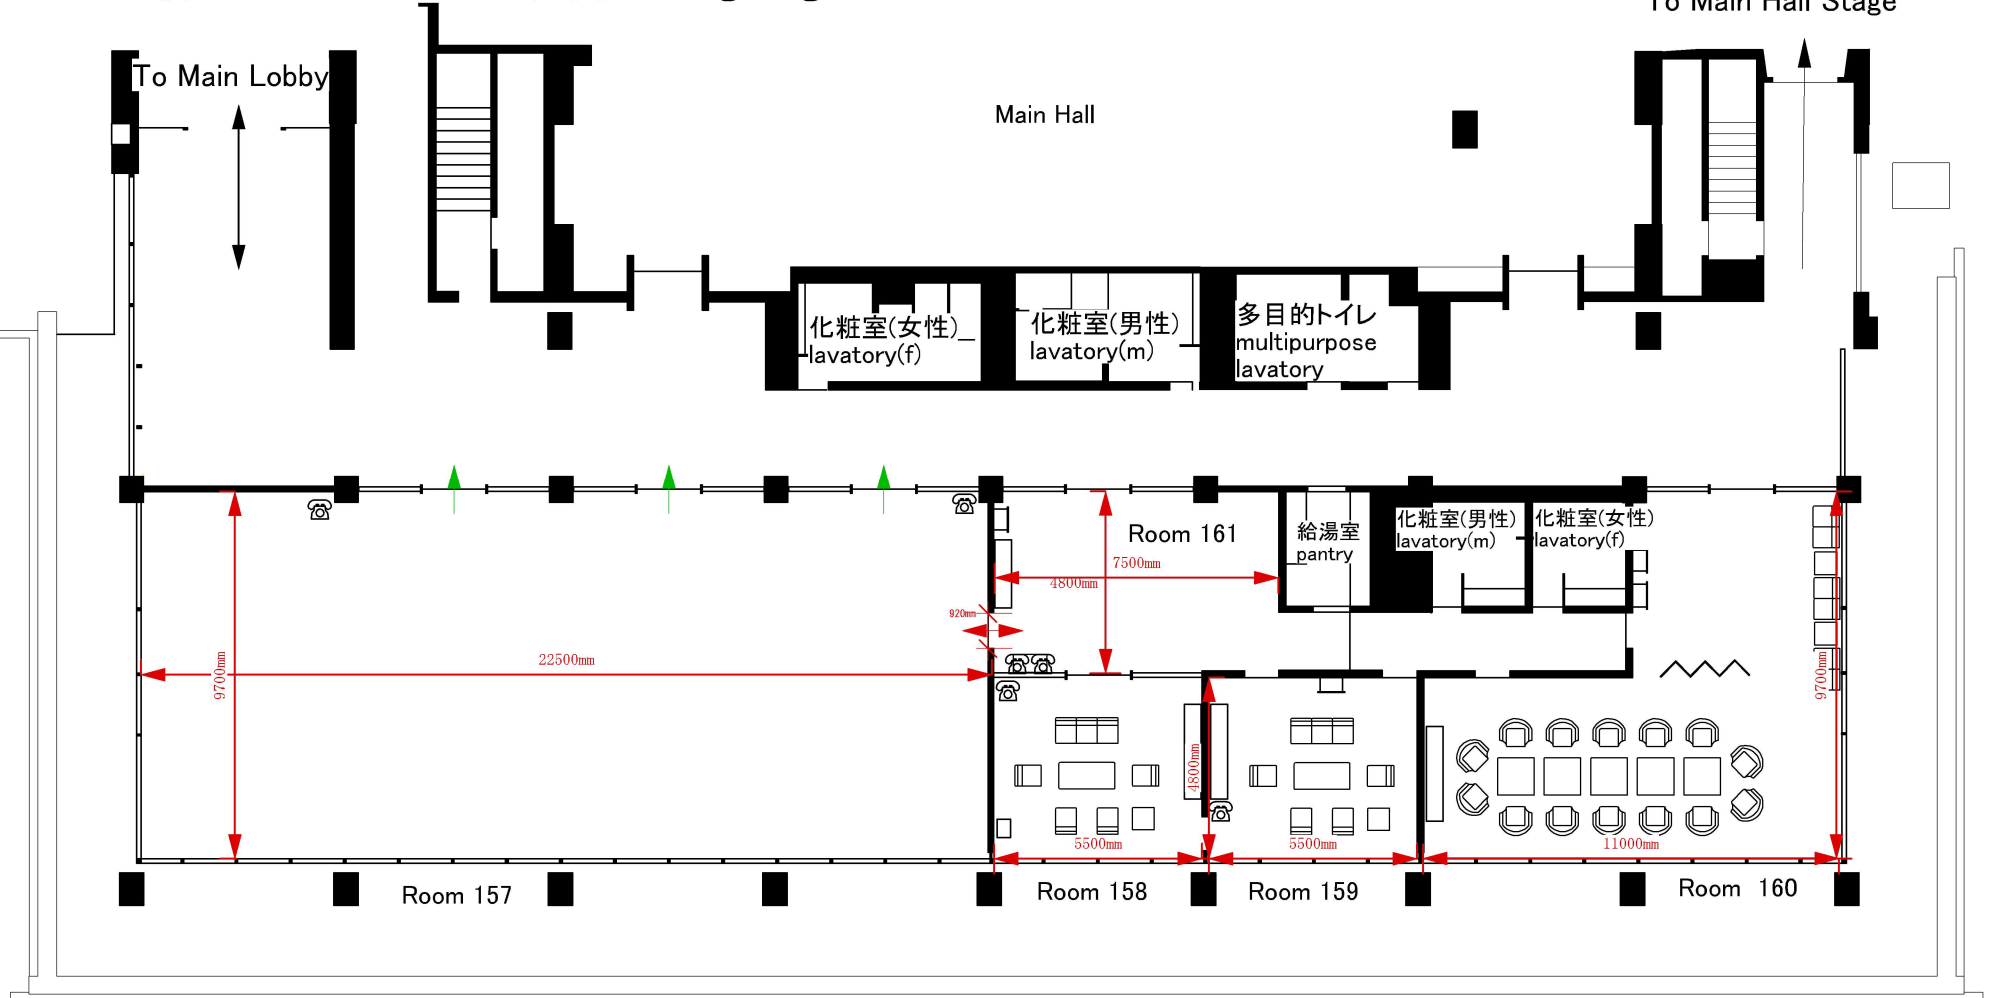 To Main Hall Stage
To Main Lobby
Main Hall
化粧室(女性)
lavatory(f)
化粧室(男性)
lavatory(m)
多目的トイレ
multipurpose
lavatory
Room 161
給湯室
pantry
化粧室(男性)
lavatory(m)
化粧室(女性)
lavatory(f)
7500mm
4800mm
920mm
22500mm
9700mm
9700mm
4800mm
5500mm
5500mm
11000mm
Room 157
Room 158
Room 159
Room 160